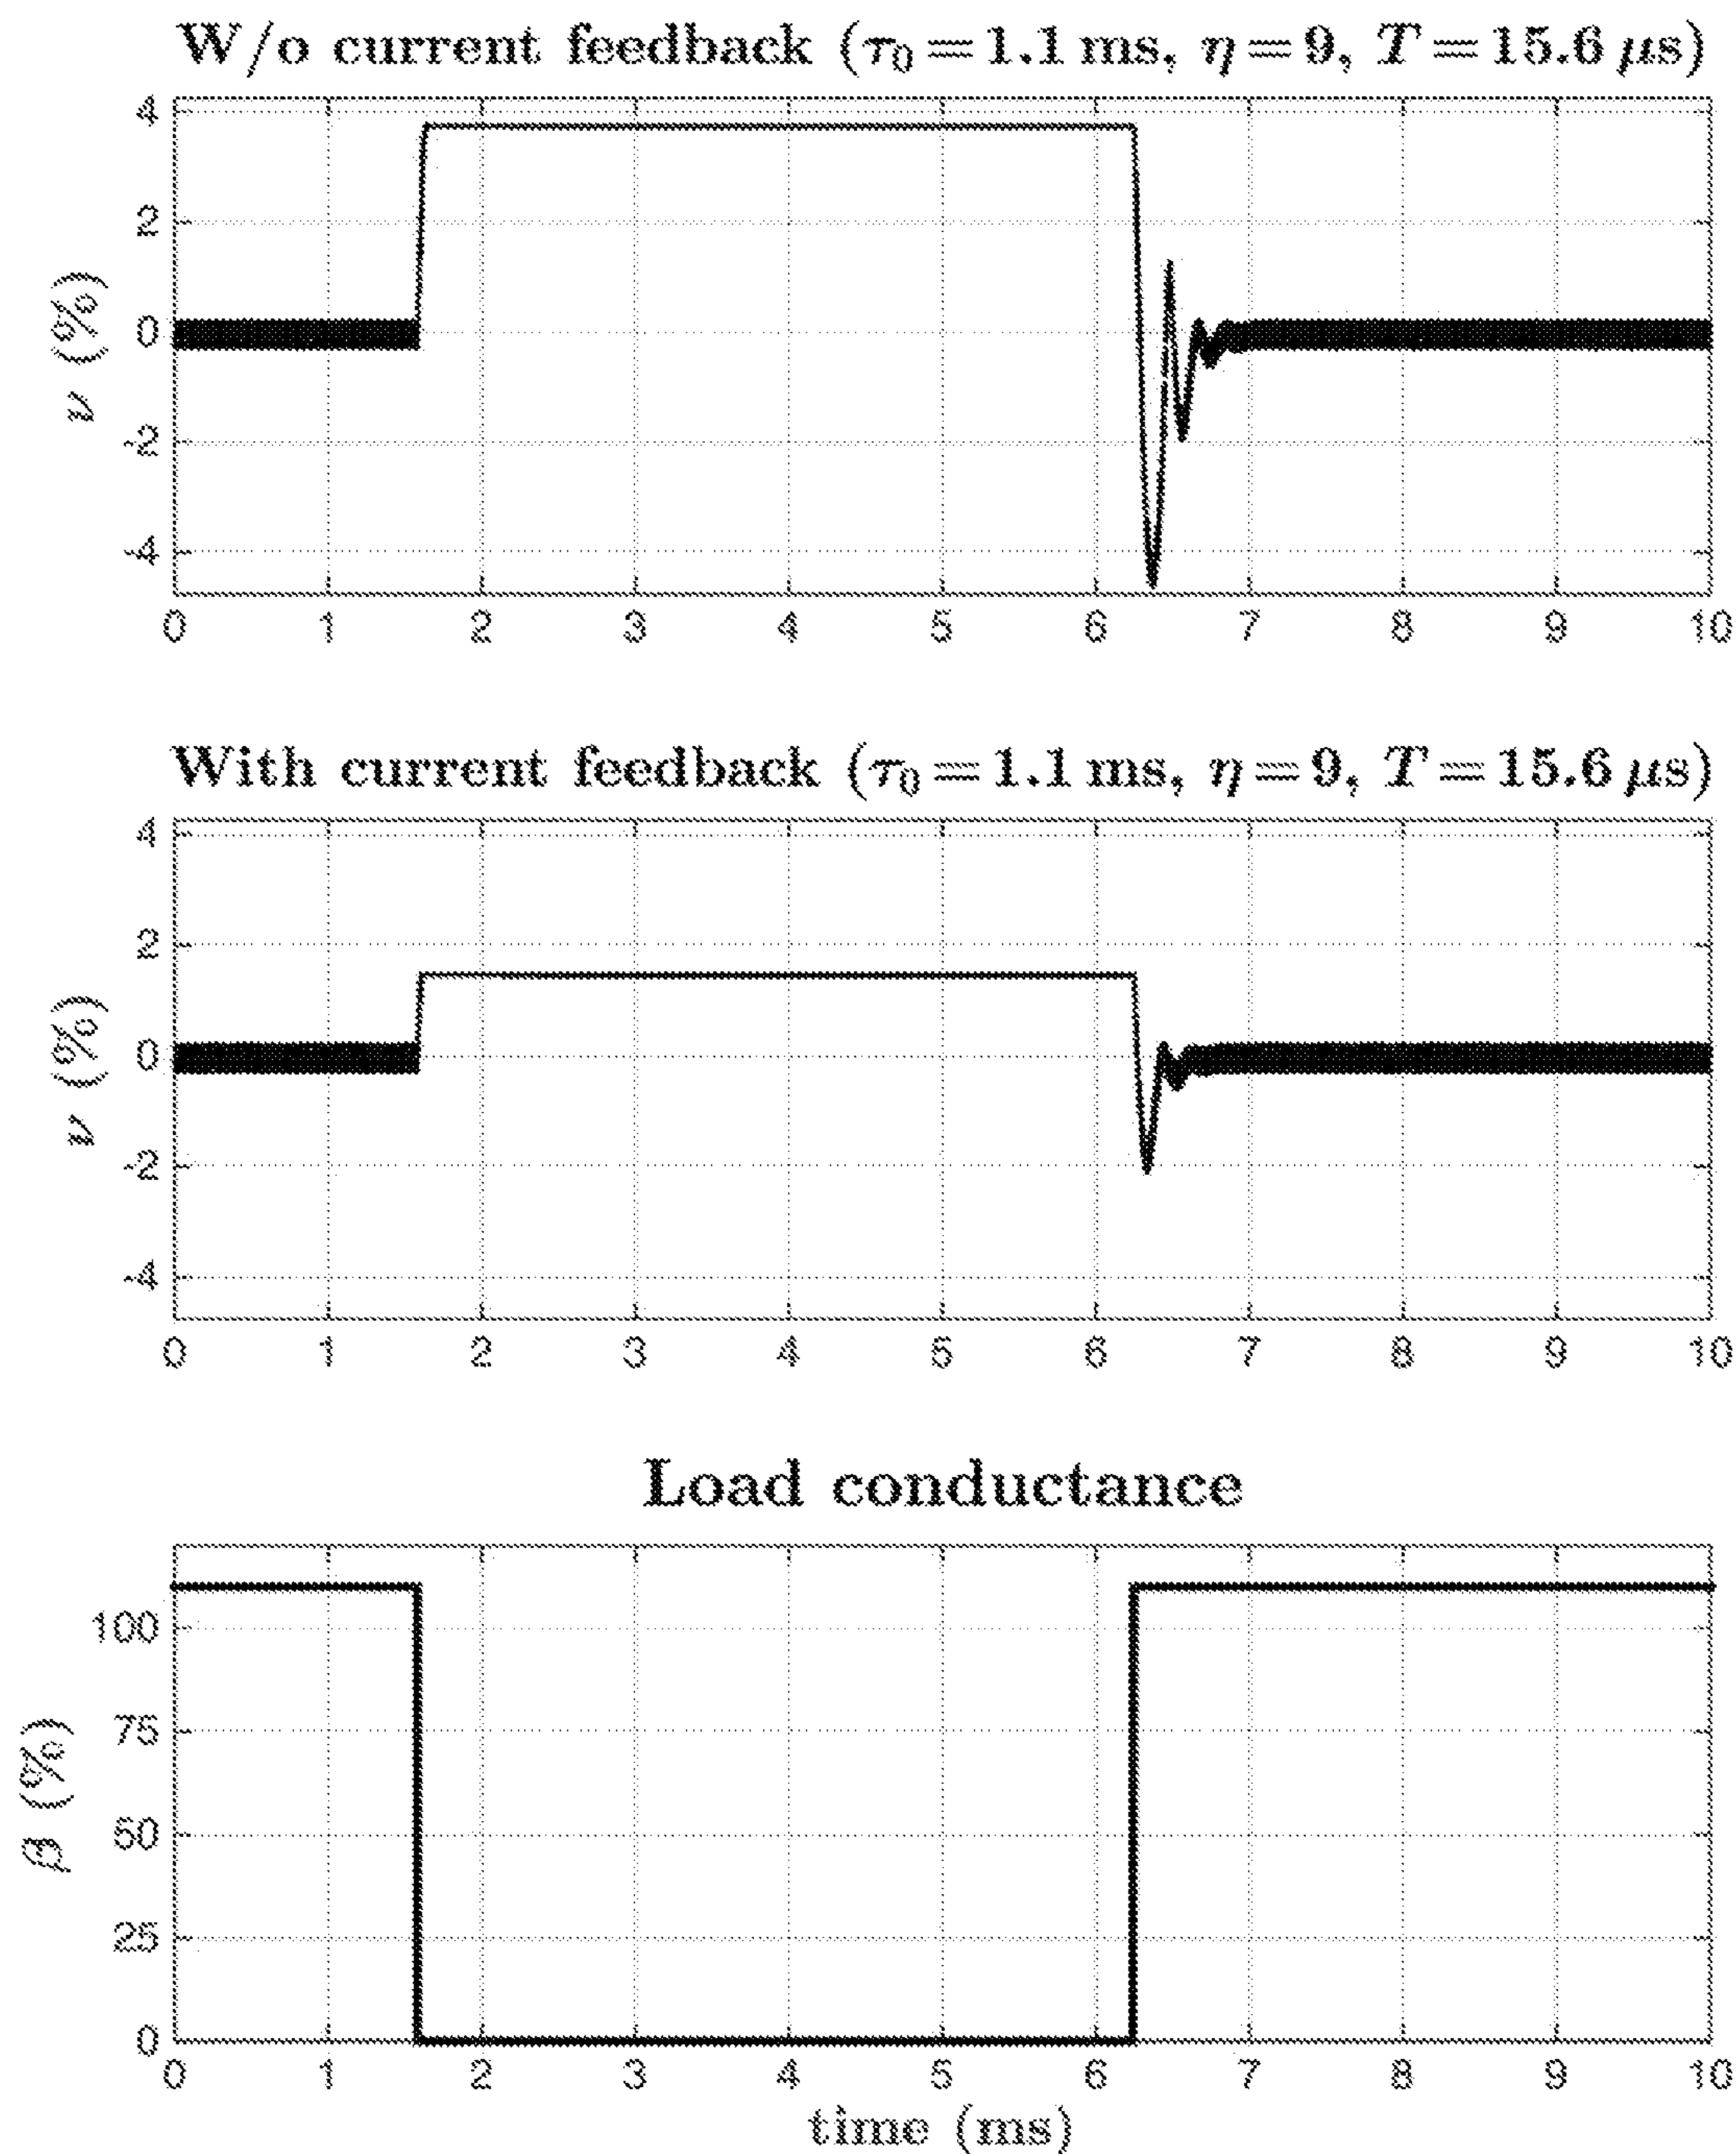 W/o current feedback (τ₀ = 1.1 ms, η = 9, T = 15.6 μs)
4
2
0
-2
-4
ν (%)
0 1 2 3 4 5 6 7 8 9 10
With current feedback (τ₀ = 1.1 ms, η = 9, T = 15.6 μs)
4
2
0
-2
-4
ν (%)
0 1 2 3 4 5 6 7 8 9 10
Load conductance
100
75
50
25
0
β (%)
0 1 2 3 4 5 6 7 8 9 10
time (ms)